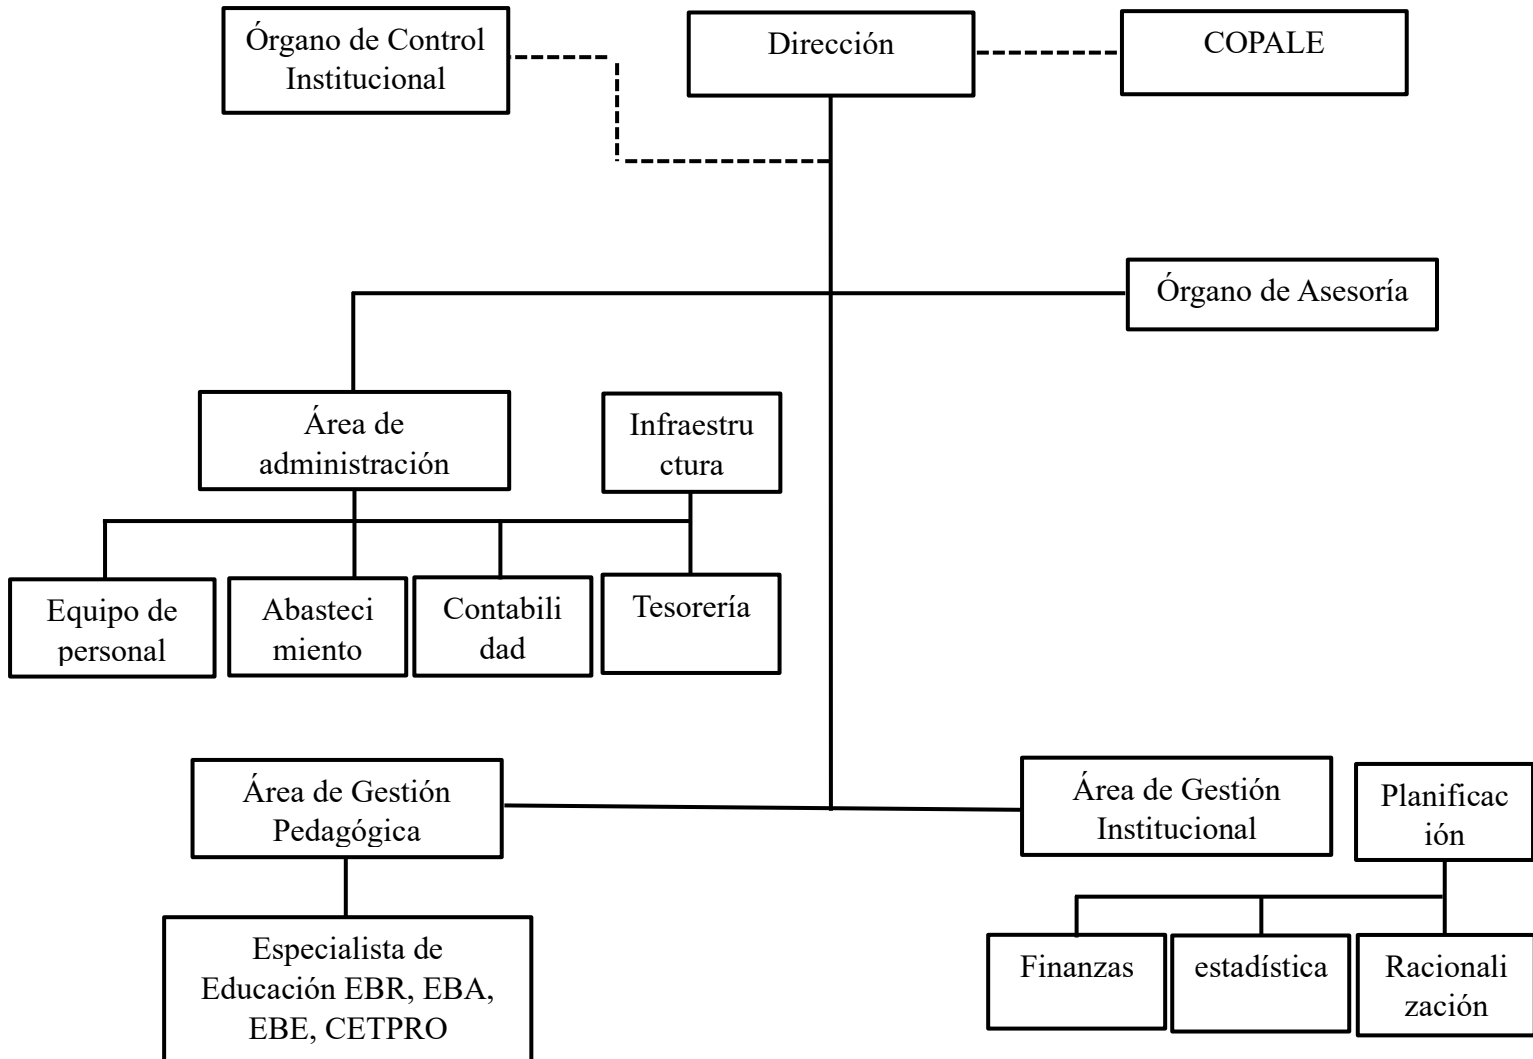 Órgano de Control
Institucional
Dirección
COPALE
Órgano de Asesoría
Área de
administración
Infraestru
ctura
Equipo de
personal
Abasteci
miento
Contabili
dad
Tesorería
Área de Gestión
Pedagógica
Área de Gestión
Institucional
Planificac
ión
Especialista de
Educación EBR, EBA,
EBE, CETPRO
Finanzas
estadística
Racionali
zación